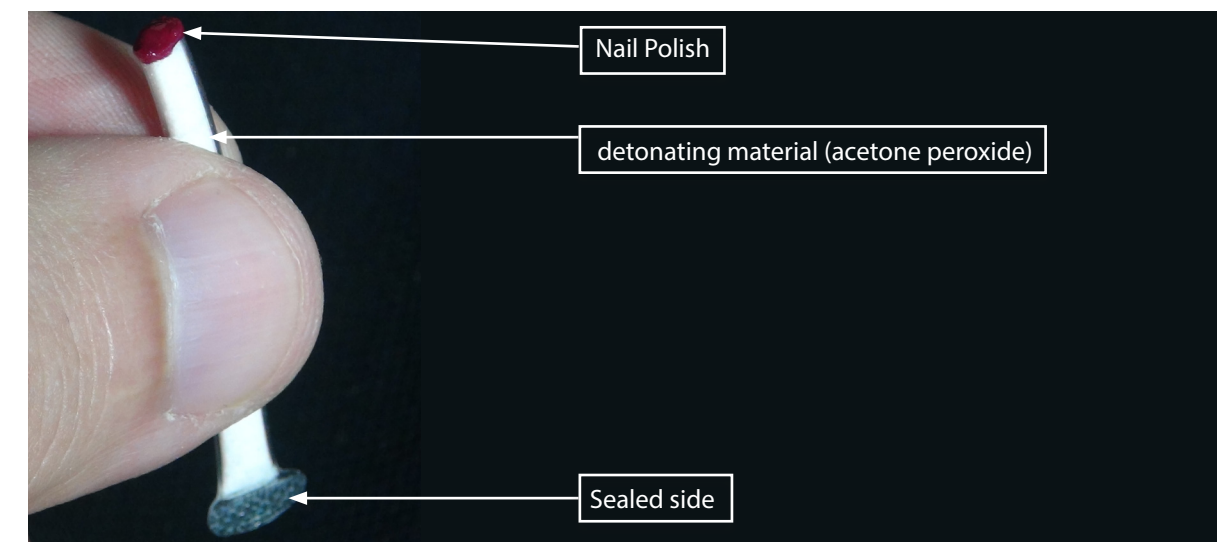 Nail Polish
detonating material (acetone peroxide)
Sealed side